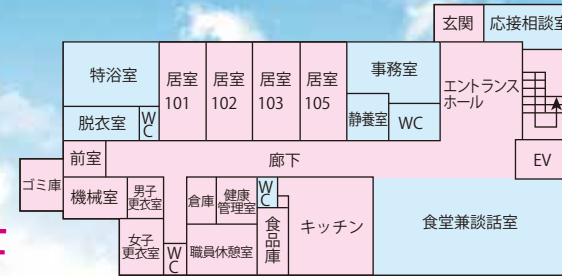 玄関
応接相談室
特浴室
居室
101
居室
102
居室
103
居室
105
事務室
エントランス
ホール
脱衣室
WC
静養室
WC
前室
廊下
EV
ゴミ庫
機械室
男子
更衣室
倉庫
健康
管理室
WC
食品庫
キッチン
食堂兼談話室
女子
更衣室
WC
職員休憩室